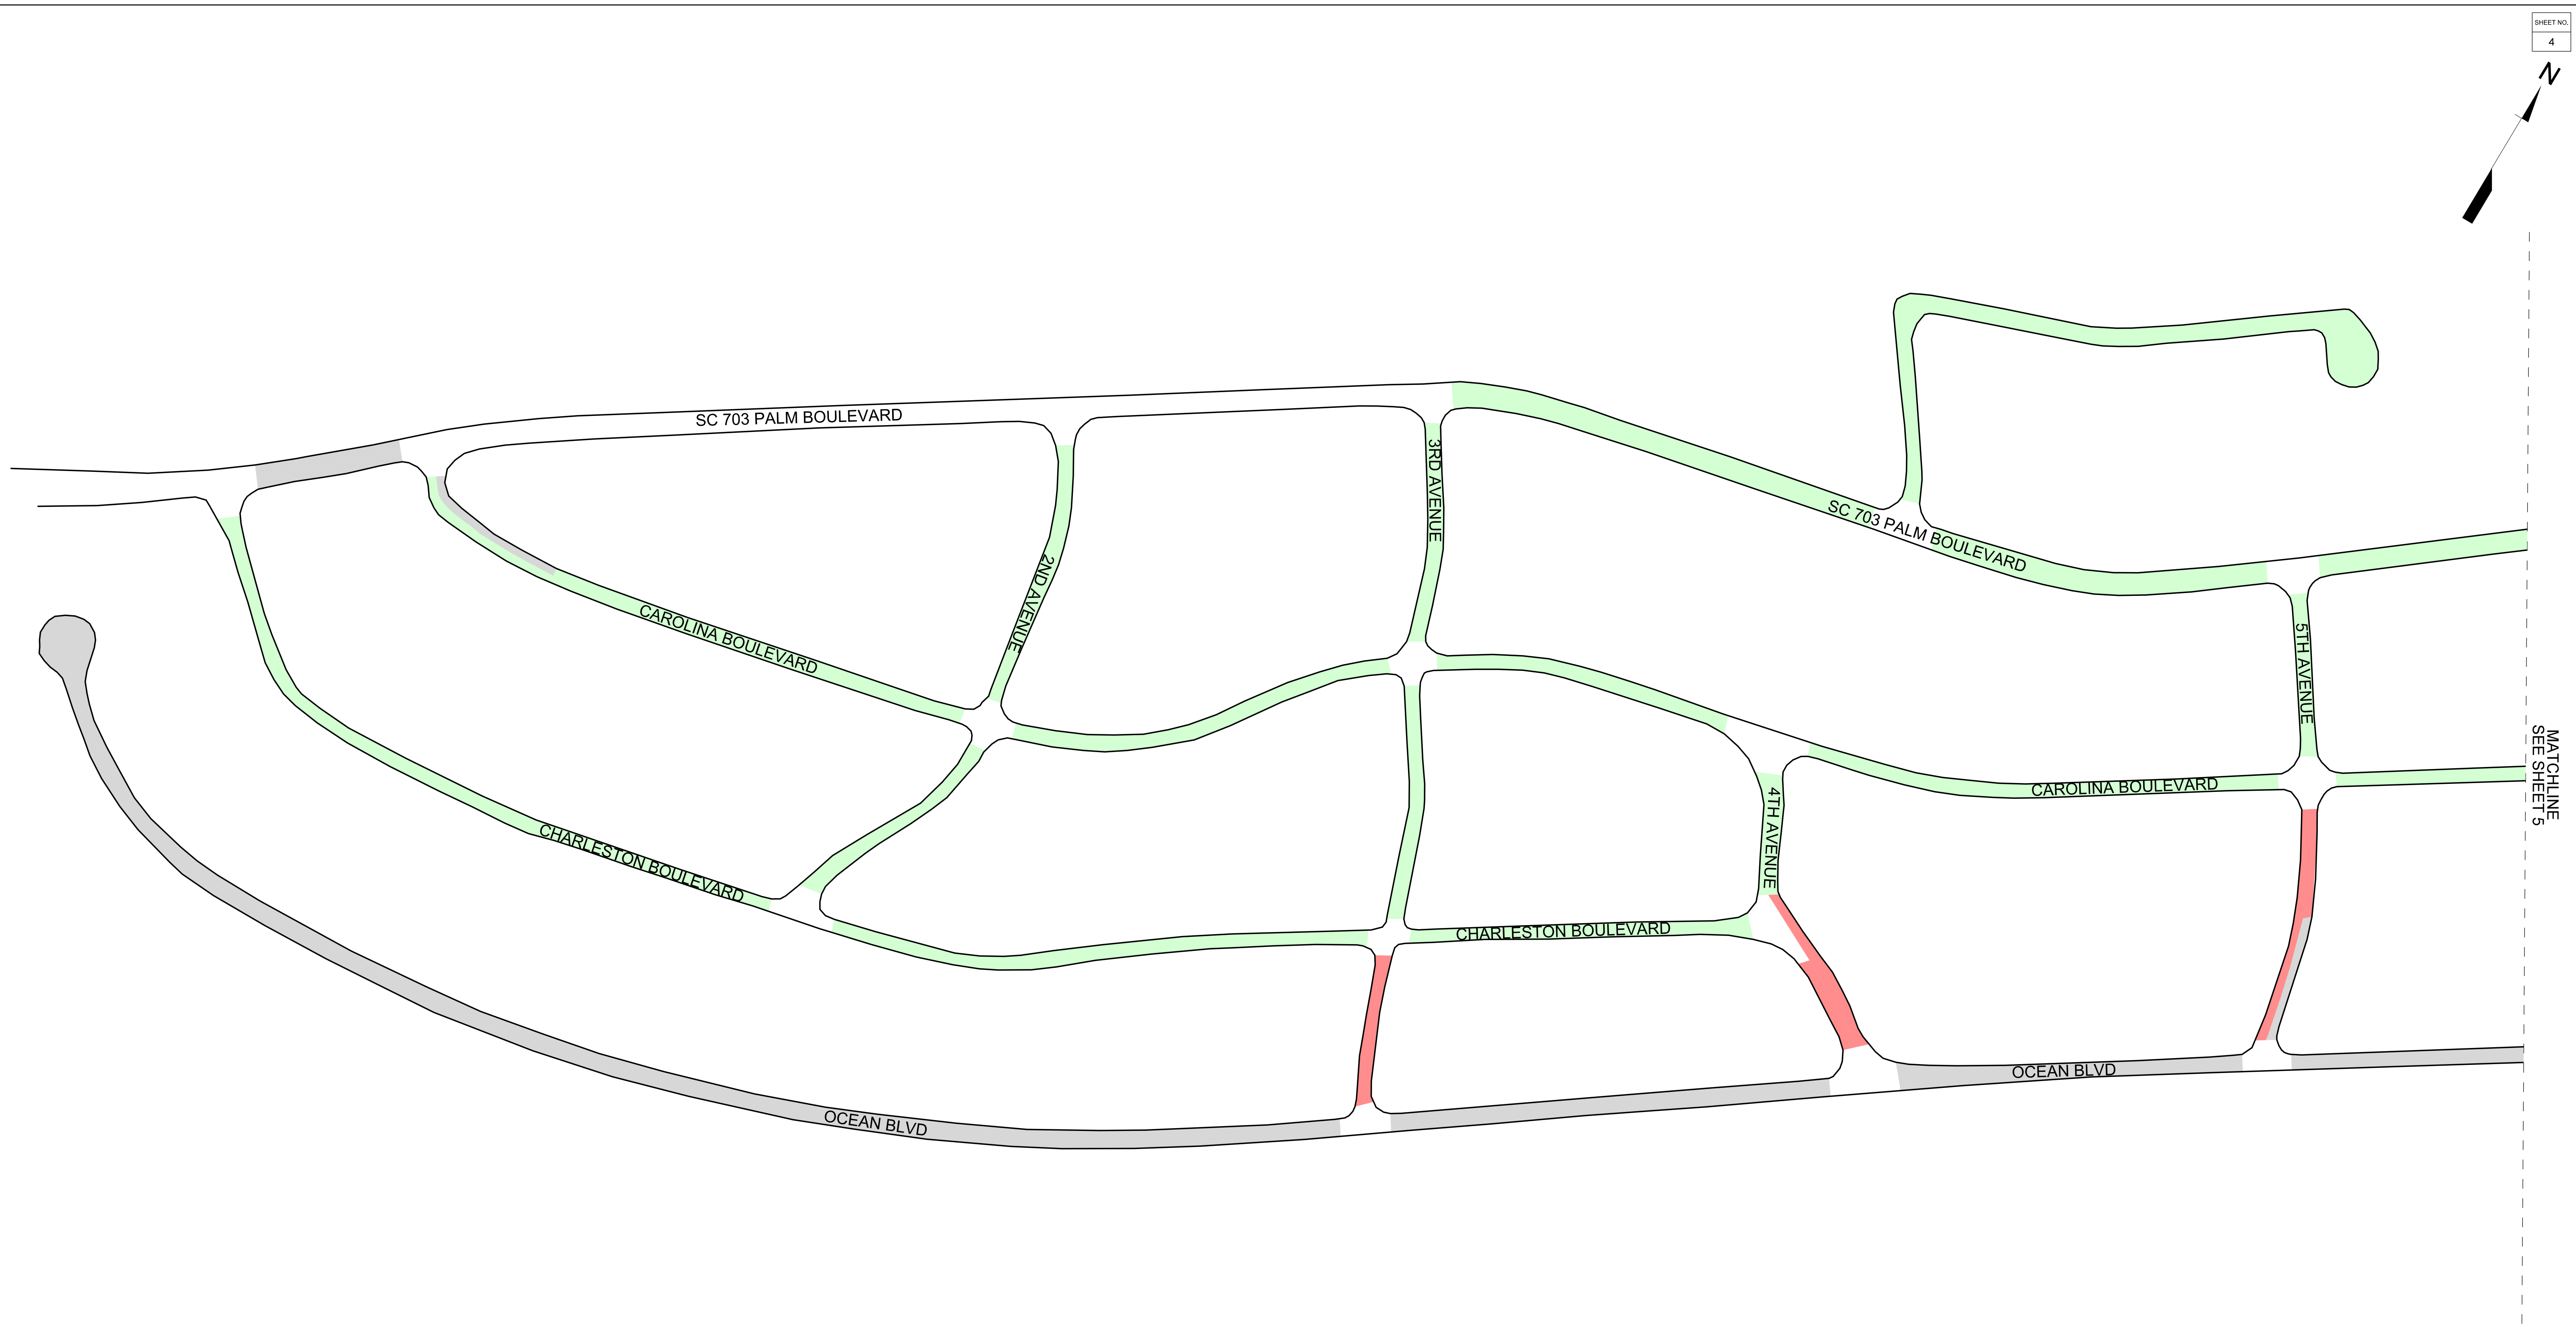 SHEET NO.
4
N
SC 703 PALM BOULEVARD
3RD AVENUE
SC 703 PALM BOULEVARD
2ND AVENUE
CAROLINA BOULEVARD
5TH AVENUE
MATCHLINE
SEE SHEET 5
CAROLINA BOULEVARD
4TH AVENUE
CHARLESTON BOULEVARD
CHARLESTON BOULEVARD
OCEAN BLVD
OCEAN BLVD